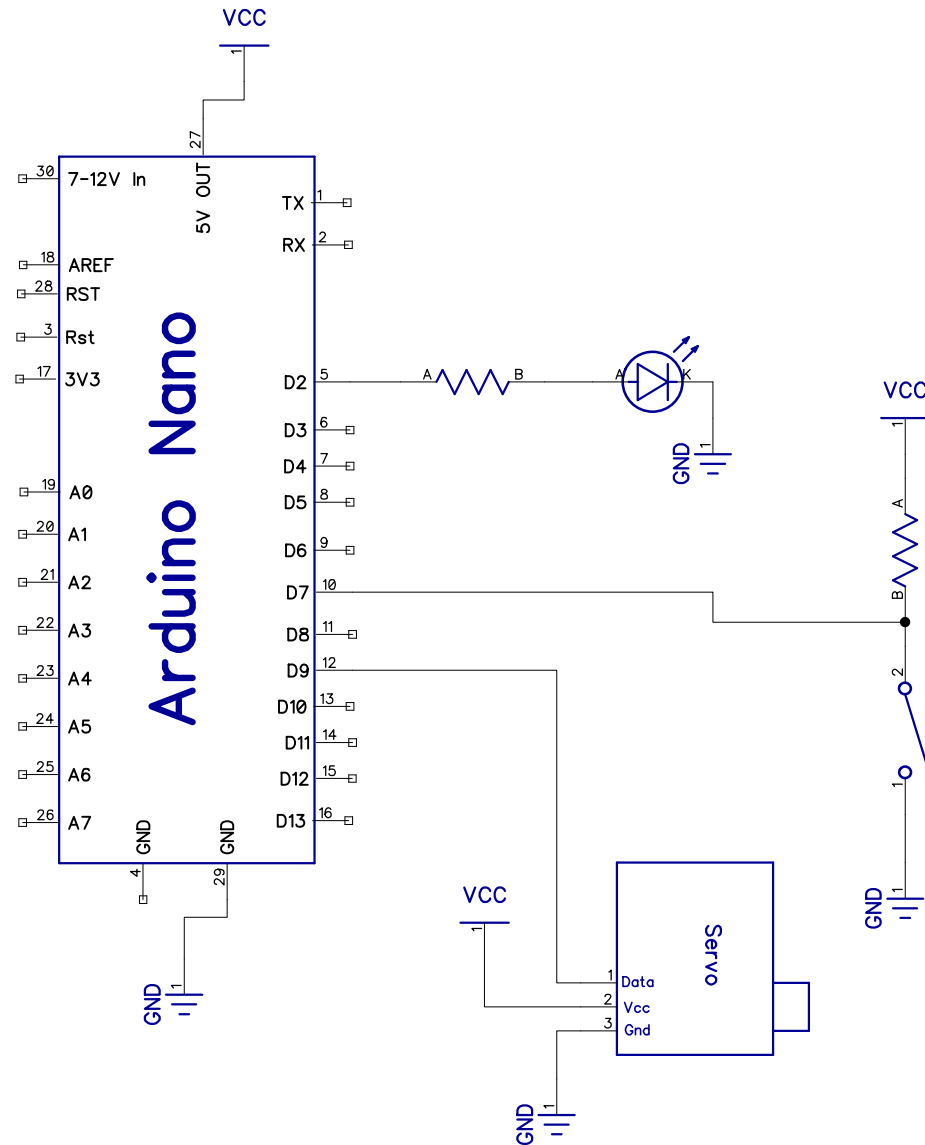 VCC
1
27
5V OUT
30 7-12V In
TX 1
RX 2
18 AREF
28 RST
3 Rst
17 3V3
D2 5
A B
A K
1
GND
VCC
1
A
B
D3 6
D4 7
D5 8
D6 9
D7 10
D8 11
D9 12
D10 13
D11 14
D12 15
D13 16
19 A0
20 A1
21 A2
22 A3
23 A4
24 A5
25 A6
26 A7
Arduino Nano
GND
4
GND
29
1
GND
2
1
1
GND
VCC
1
Servo
1 Data
2 Vcc
3 Gnd
1
GND